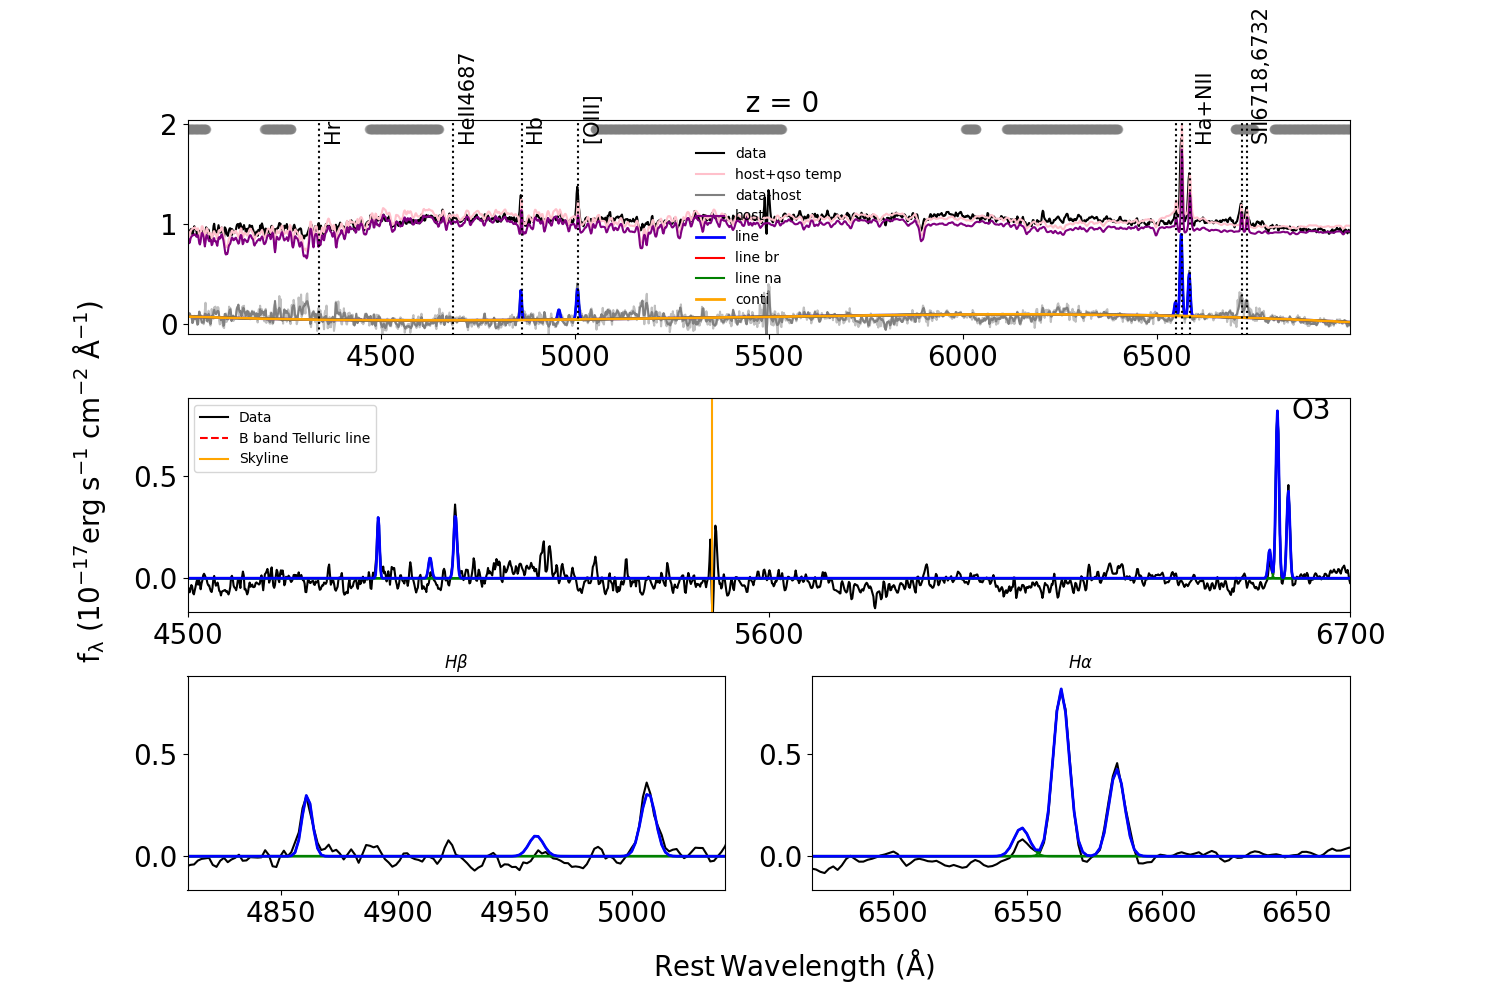 z = 0
Hr
HeII4687
Hb
[OIII]
Ha+NII
SII6718,6732
2
1
0
data
host+qso temp
data-host
host
line
line br
line na
conti
4500
5000
5500
6000
6500
fλ (10⁻¹⁷erg s⁻¹ cm⁻² Å⁻¹)
Data
B band Telluric line
Skyline
O3
0.5
0.0
4500
5600
6700
Hβ
0.5
0.0
4850
4900
4950
5000
Hα
0.5
0.0
6500
6550
6600
6650
Rest Wavelength (Å)